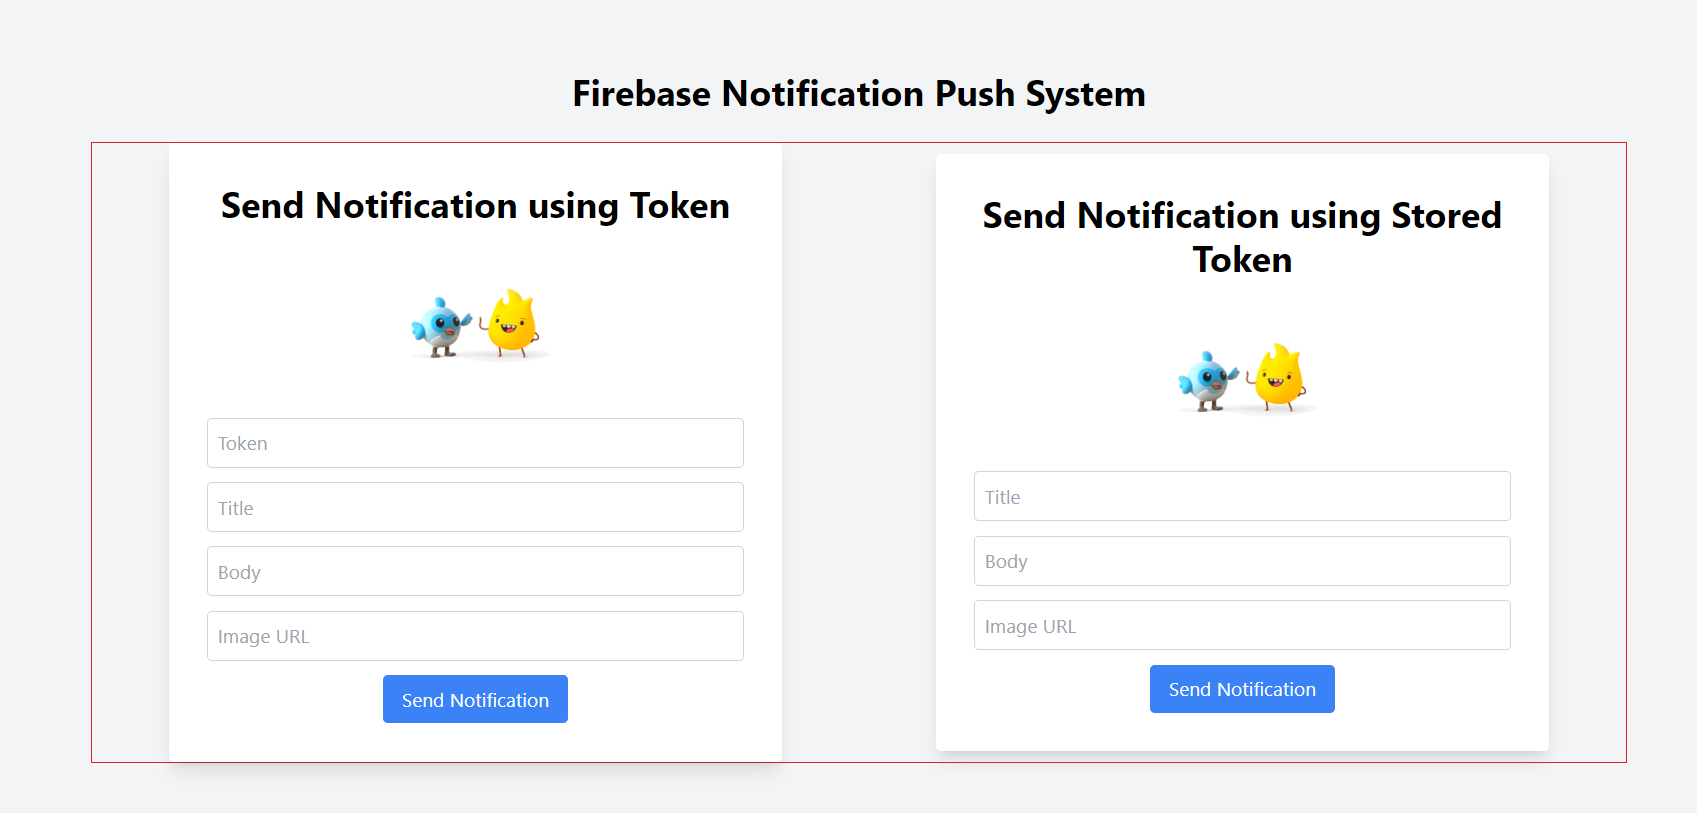 Firebase Notification Push System
Send Notification using Token
Token
Title
Body
Image URL
Send Notification
Send Notification using Stored
Token
Title
Body
Image URL
Send Notification